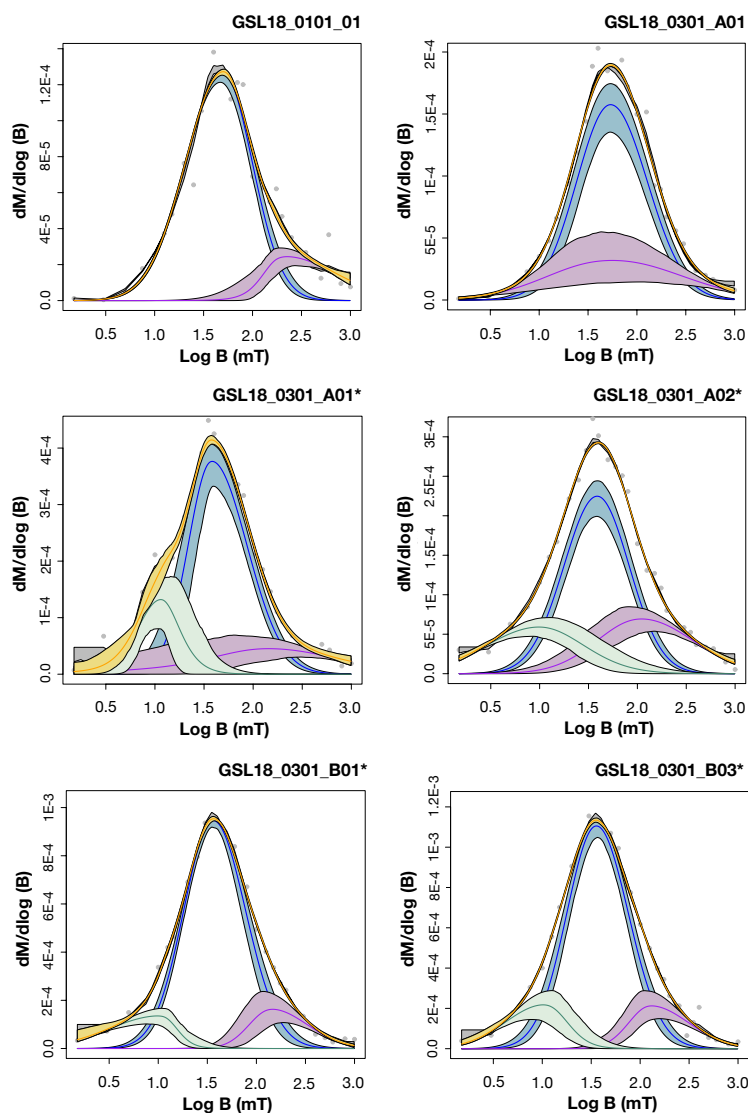 GSL18_0101_01
dM/dlog (B)
1.2E-4
8E-5
4E-5
0.0
0.5 1.0 1.5 2.0 2.5 3.0
Log B (mT)
GSL18_0301_A01
dM/dlog (B)
2E-4
1.5E-4
1E-4
5E-5
0.0
0.5 1.0 1.5 2.0 2.5 3.0
Log B (mT)
GSL18_0301_A01*
dM/dlog (B)
4E-4
3E-4
2E-4
1E-4
0.0
0.5 1.0 1.5 2.0 2.5 3.0
Log B (mT)
GSL18_0301_A02*
dM/dlog (B)
3E-4
2.5E-4
1.5E-4
1E-4
5E-5
0.0
0.5 1.0 1.5 2.0 2.5 3.0
Log B (mT)
GSL18_0301_B01*
dM/dlog (B)
1E-3
8E-4
6E-4
4E-4
2E-4
0.0
0.5 1.0 1.5 2.0 2.5 3.0
Log B (mT)
GSL18_0301_B03*
dM/dlog (B)
1.2E-3
1E-3
8E-4
6E-4
4E-4
2E-4
0.0
0.5 1.0 1.5 2.0 2.5 3.0
Log B (mT)